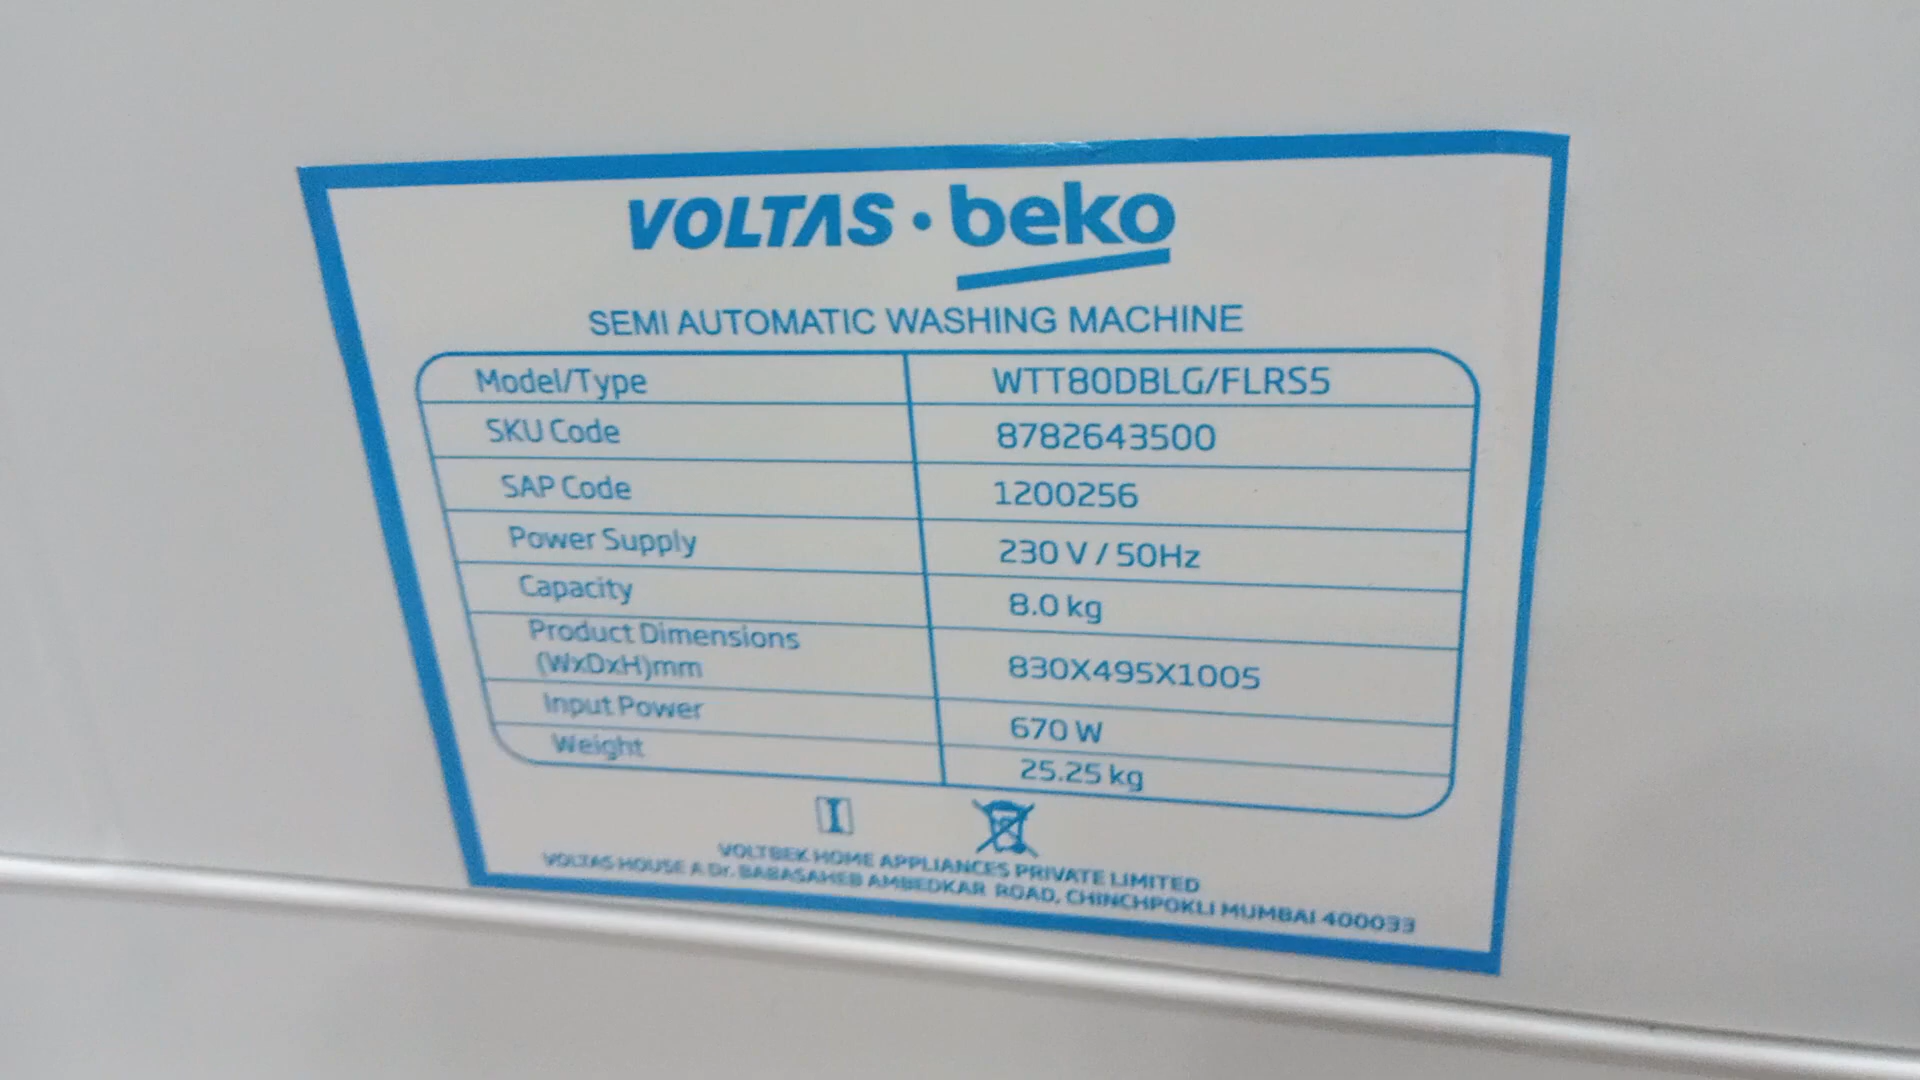 VOLTAS • beko
SEMI AUTOMATIC WASHING MACHINE
Model/Type WTT80DBLG/FLRS5
SKU Code 8782643500
SAP Code 1200256
Power Supply 230 V / 50Hz
Capacity 8.0 kg
Product Dimensions
(WxDxH)mm 830X495X1005
Input Power 670 W
Weight 25.25 kg
I
VOLTBEK HOME APPLIANCES PRIVATE LIMITED
VOLTAS HOUSE A Dr. BABASAHEB AMBEDKAR ROAD, CHINCHPOKLI MUMBAI 400033